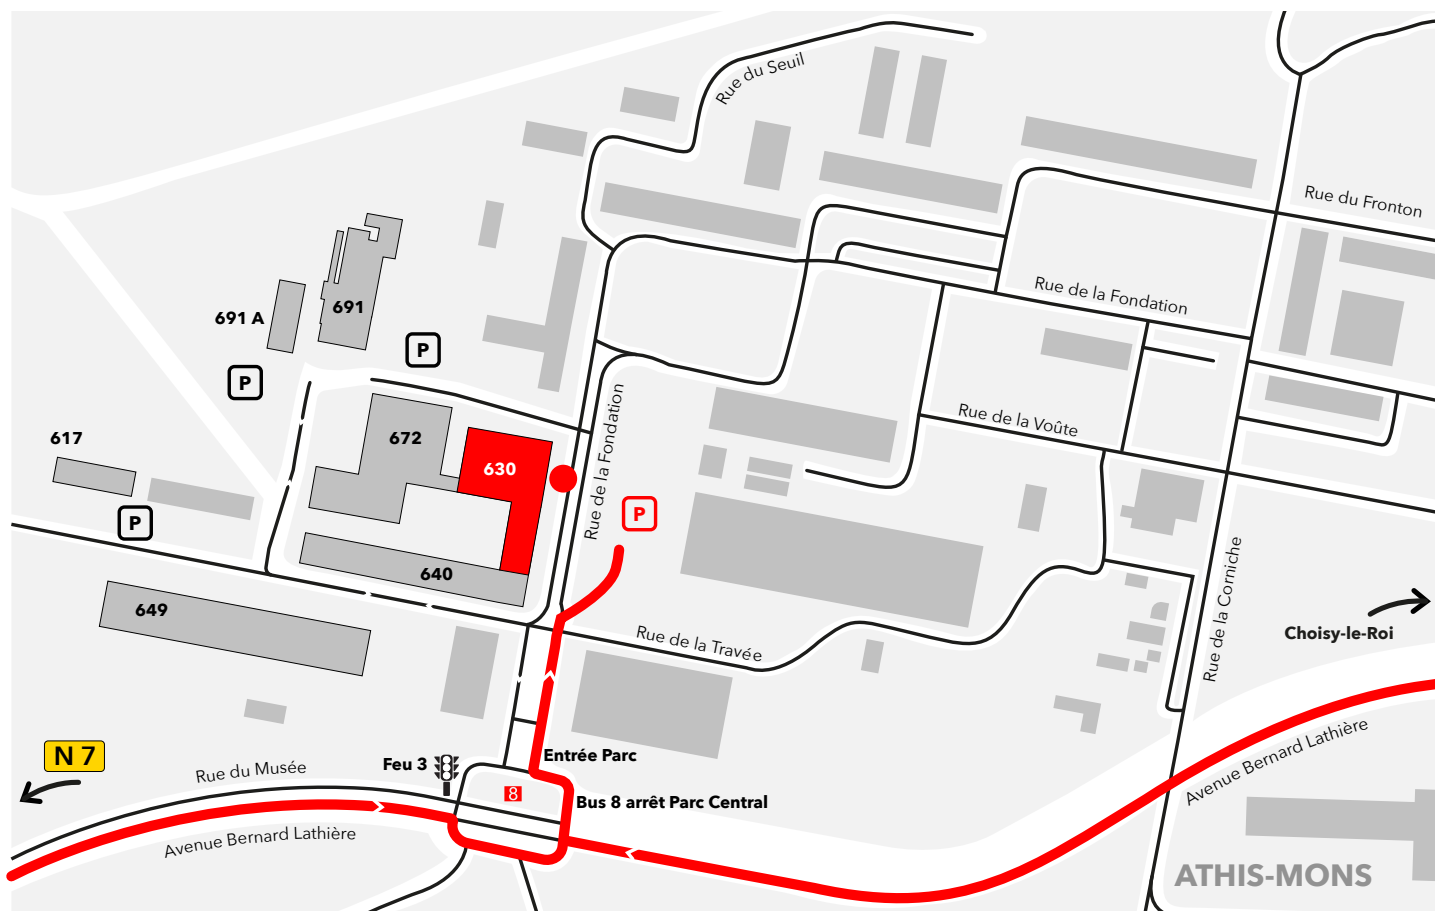 Rue du Seuil
Rue du Fronton
Rue de la Fondation
691
691 A
P
P
Rue de la Fondation
Rue de la Voûte
617
672
630
P
P
640
649
Rue de la Travée
Rue de la Corniche
Choisy-le-Roi
N 7
Rue du Musée
Feu 3
Entrée Parc
8
Bus 8 arrêt Parc Central
Avenue Bernard Lathière
Avenue Bernard Lathière
ATHIS-MONS